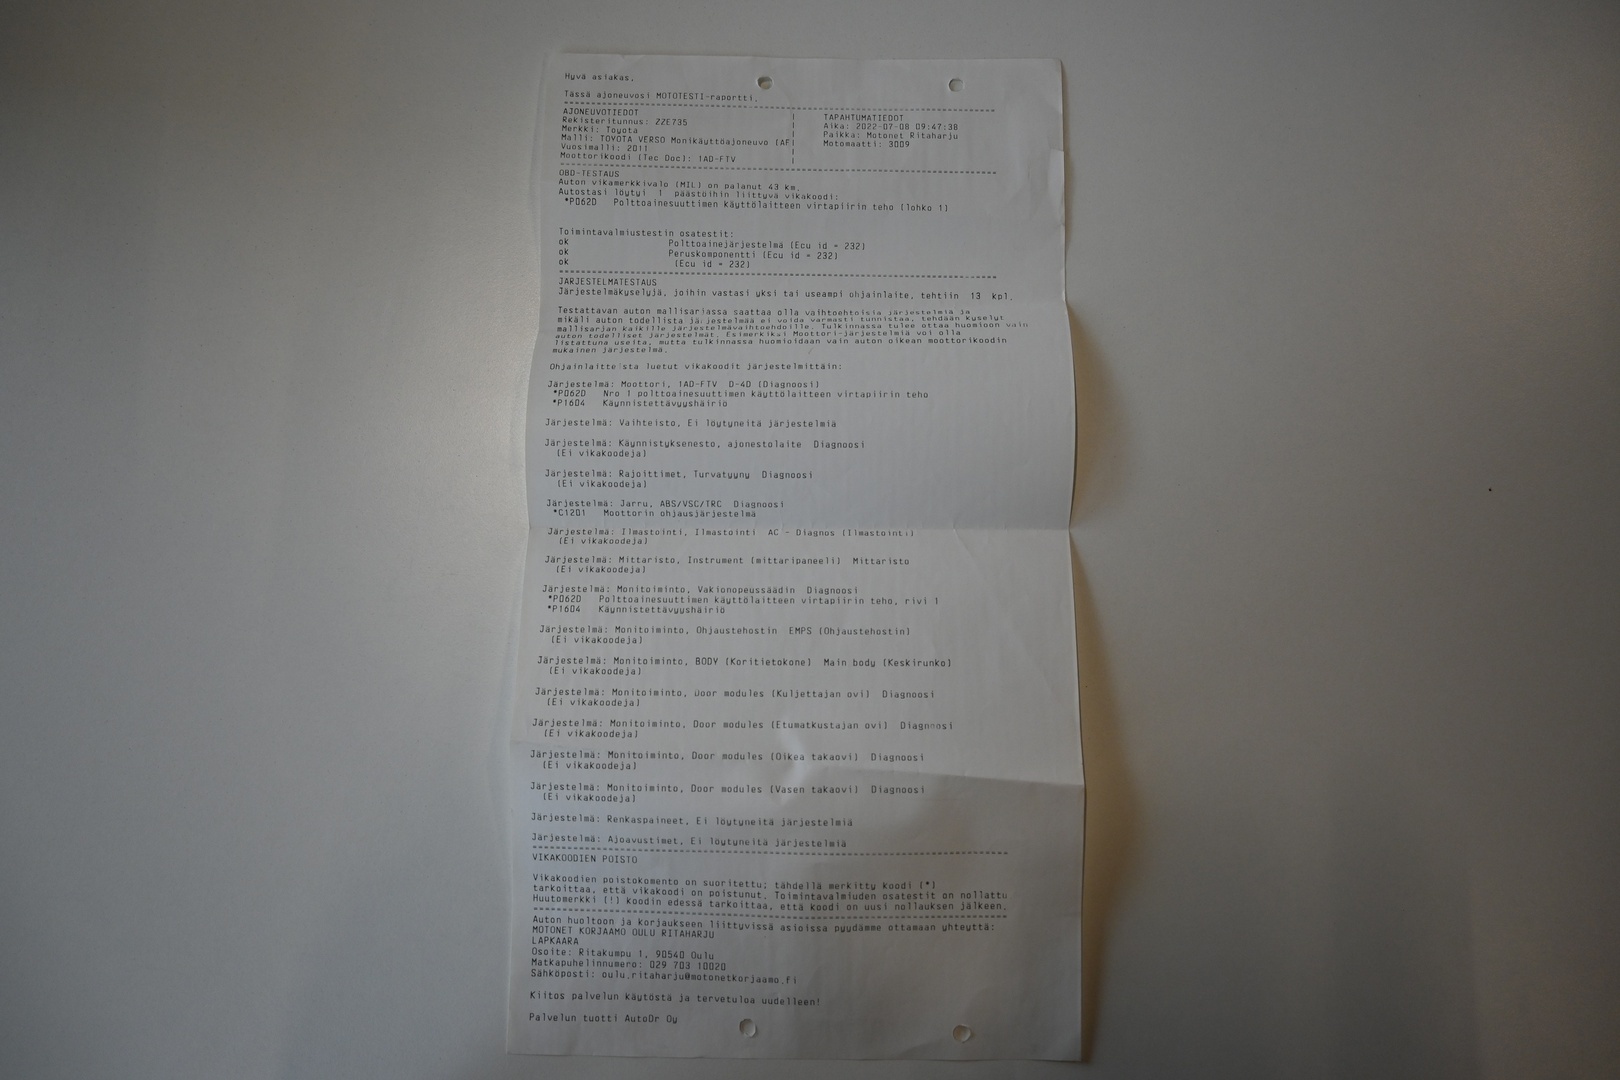 Hyvä asiakas,
Tässä ajoneuvosi MOTOTESTI-raportti.
AJONEUVOTIEDOT
Rekisteritunnus: ZZE735
Merkki: Toyota
Malli: TOYOTA VERSO Monikäyttöajoneuvo (AF|
Vuosimalli: 2011
Moottorikoodi (Tec Doc): 1AD-FTV
TAPAHTUMATIEDOT
Aika: 2022-07-08 09:47:38
Paikka: Motonet Ritaharju
Motomaatti: 3009
OBD-TESTAUS
Auton vikamerkkivalo (MIL) on palanut 43 km.
Autostasi löytyi 1 päästöihin liittyvä vikakoodi:
*P062D Polttoainesuuttimen käyttölaitteen virtapiirin teho (lohko 1)
Toimintavalmiustestin osatestit:
ok Polttoainejärjestelmä (Ecu id = 232)
ok Peruskomponentti (Ecu id = 232)
ok (Ecu id = 232)
JÄRJESTELMÄTESTAUS
Järjestelmäkyselyjä, joihin vastasi yksi tai useampi ohjainlaite, tehtiin 13 kpl.
Testattavan auton mallisarjassa saattaa olla vaihtoehtoisia järjestelmiä ja
mikäli auton todellista järjestelmää ei voida varmasti tunnistaa, tehdään kyselyt
mallisarjan kaikille järjestelmävaihtoehdoille. Tulkinnassa tulee ottaa huomioon vain
auton todelliset järjestelmät. Esimerkiksi Moottori-järjestelmiä voi olla
listattuna useita, mutta tulkinnassa huomioidaan vain auton oikean moottorikoodin
mukainen järjestelmä.
Ohjainlaitteista luetut vikakoodit järjestelmittäin:
Järjestelmä: Moottori, 1AD-FTV D-4D (Diagnoosi)
*P062D Nro 1 polttoainesuuttimen käyttölaitteen virtapiirin teho
*P1604 Käynnistettävyyshäiriö
Järjestelmä: Vaihteisto, Ei löytyneitä järjestelmiä
Järjestelmä: Käynnistyksenesto, ajonestolaite Diagnoosi
(Ei vikakoodeja)
Järjestelmä: Rajoittimet, Turvatyyny Diagnoosi
(Ei vikakoodeja)
Järjestelmä: Jarru, ABS/VSC/TRC Diagnoosi
*C1201 Moottorin ohjausjärjestelmä
Järjestelmä: Ilmastointi, Ilmastointi AC - Diagnos (Ilmastointi)
(Ei vikakoodeja)
Järjestelmä: Mittaristo, Instrument (mittaripaneeli) Mittaristo
(Ei vikakoodeja)
Järjestelmä: Monitoiminto, Vakionopeussäädin Diagnoosi
*P062D Polttoainesuuttimen käyttölaitteen virtapiirin teho, rivi 1
*P1604 Käynnistettävyyshäiriö
Järjestelmä: Monitoiminto, Ohjaustehostin EMPS (Ohjaustehostin)
(Ei vikakoodeja)
Järjestelmä: Monitoiminto, BODY (Koritietokone) Main body (Keskirunko)
(Ei vikakoodeja)
Järjestelmä: Monitoiminto, Door modules (Kuljettajan ovi) Diagnoosi
(Ei vikakoodeja)
Järjestelmä: Monitoiminto, Door modules (Etumatkustajan ovi) Diagnoosi
(Ei vikakoodeja)
Järjestelmä: Monitoiminto, Door modules (Oikea takaovi) Diagnoosi
(Ei vikakoodeja)
Järjestelmä: Monitoiminto, Door modules (Vasen takaovi) Diagnoosi
(Ei vikakoodeja)
Järjestelmä: Renkaspaineet, Ei löytyneitä järjestelmiä
Järjestelmä: Ajoavustimet, Ei löytyneitä järjestelmiä
VIKAKOODIEN POISTO
Vikakoodien poistokomento on suoritettu; tähdellä merkitty koodi (*)
tarkoittaa, että vikakoodi on poistunut. Toimintavalmiuden osatestit on nollattu
Huutomerkki (!) koodin edessä tarkoittaa, että koodi on uusi nollauksen jälkeen.
Auton huoltoon ja korjaukseen liittyvissä asioissa pyydämme ottamaan yhteyttä:
MOTONET KORJAAMO OULU RITAHARJU
LAPKAARA
Osoite: Ritakumpu 1, 90540 Oulu
Matkapuhelinnumero: 029 703 10020
Sähköposti: oulu.ritaharju@motonetkorjaamo.fi
Kiitos palvelun käytöstä ja tervetuloa uudelleen!
Palvelun tuotti AutoDr Oy